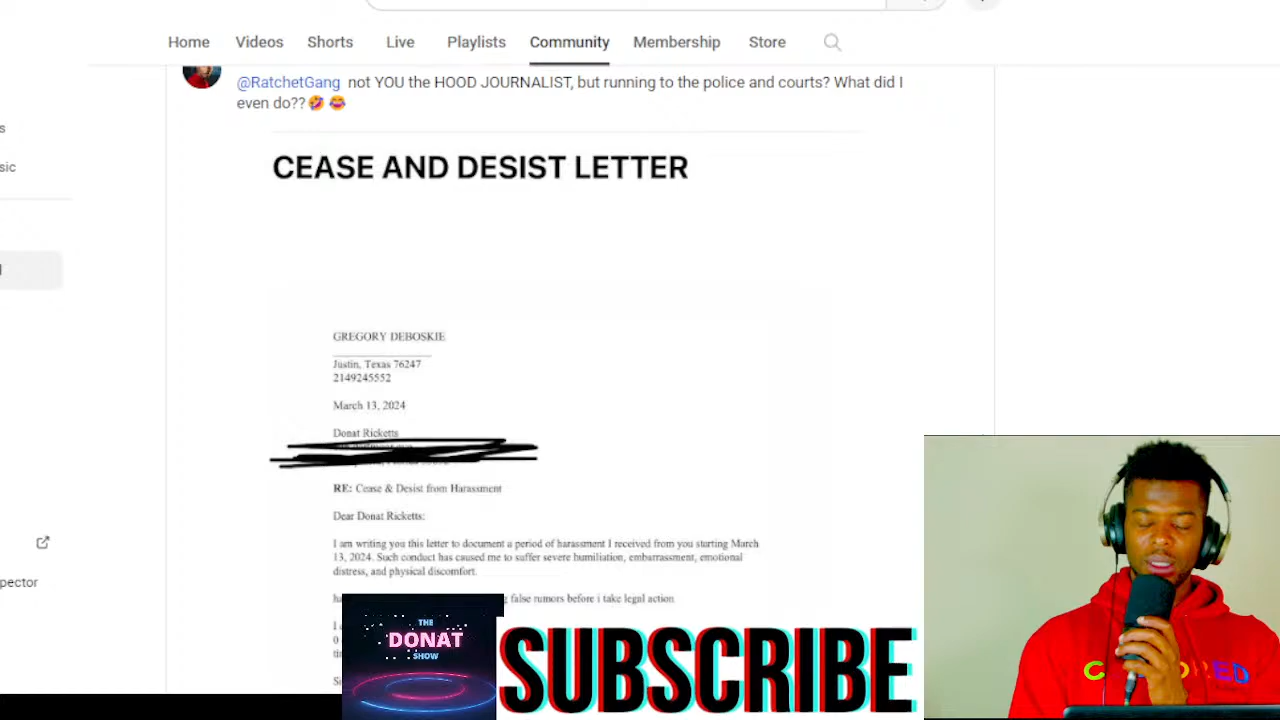 Home Videos Shorts Live Playlists Community Membership Store
@RatchetGang not YOU the HOOD JOURNALIST, but running to the police and courts? What did I
even do??🤣 😂
s
CEASE AND DESIST LETTER
sic
GREGORY DEBOSKIE
Justin, Texas 76247
2149245552
March 13, 2024
Donat Ricketts
RE: Cease & Desist from Harassment
Dear Donat Ricketts:
I am writing you this letter to document a period of harassment I received from you starting March
13, 2024. Such conduct has caused me to suffer severe humiliation, embarrassment, emotional
distress, and physical discomfort.
pector
false rumors before i take legal action
THE
DONAT
SHOW
SUBSCRIBE